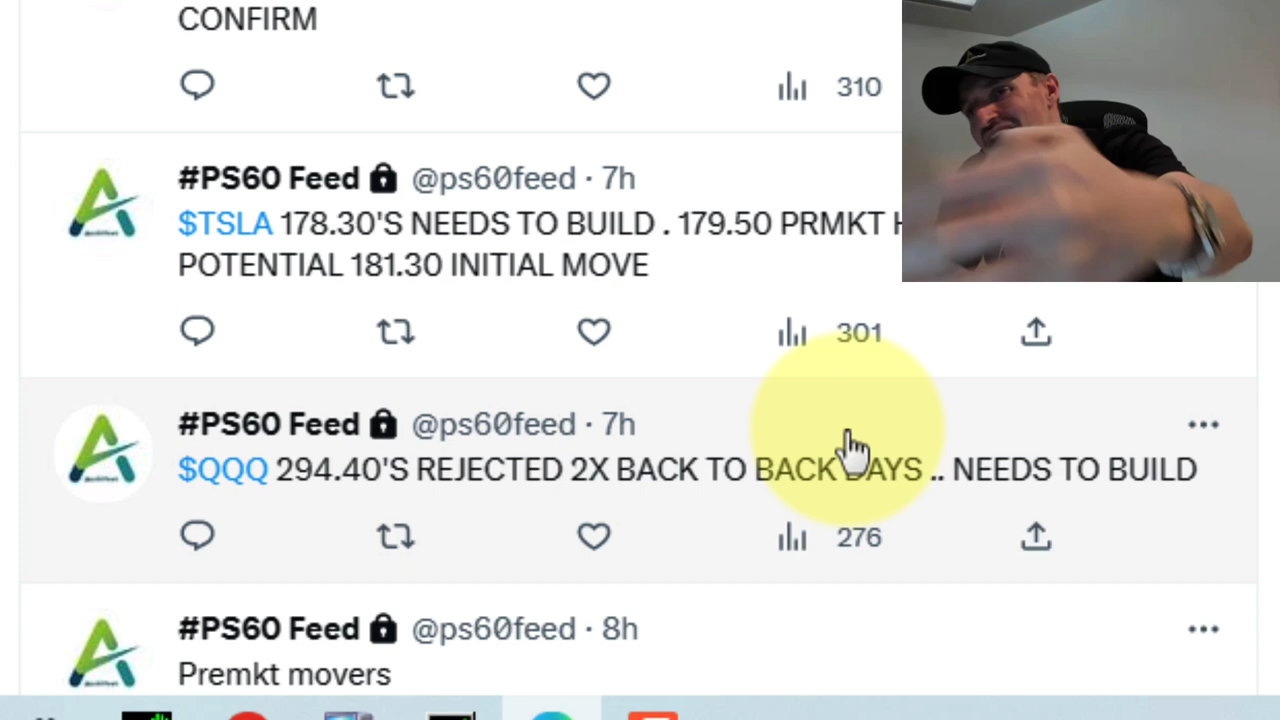 CONFIRM
310
#PS60 Feed @ps60feed · 7h
$TSLA 178.30'S NEEDS TO BUILD . 179.50 PRMKT
POTENTIAL 181.30 INITIAL MOVE
301
#PS60 Feed @ps60feed · 7h
$QQQ 294.40'S REJECTED 2X BACK TO BACK DAYS .. NEEDS TO BUILD
276
#PS60 Feed @ps60feed · 8h
Premkt movers